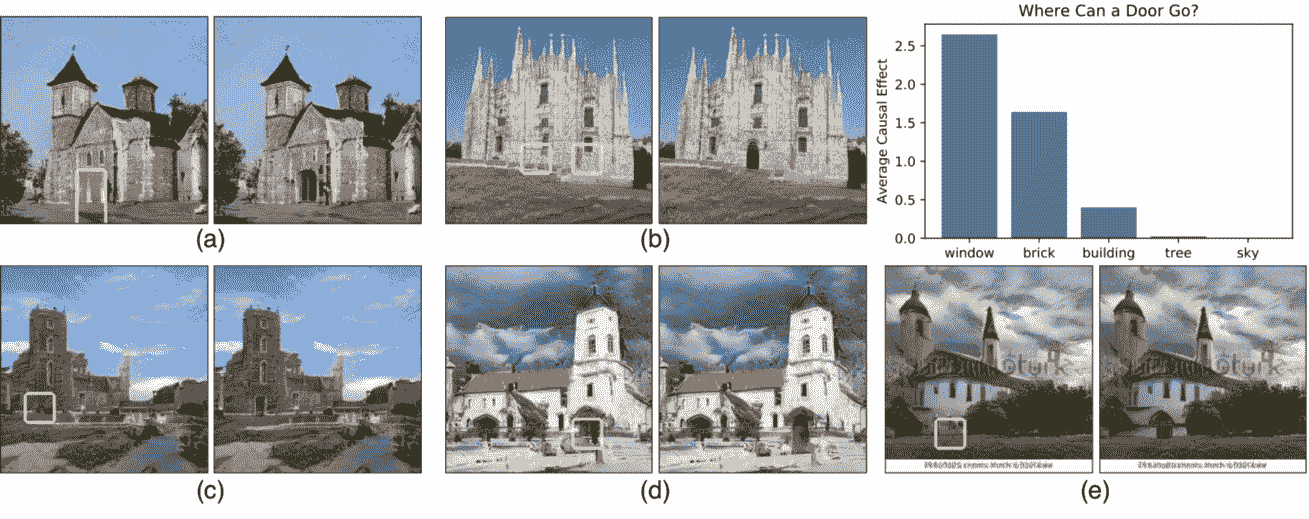 Where Can a Door Go?
Average Causal Effect
2.5
2.0
1.5
1.0
0.5
0.0
window brick building tree sky
(a)
(b)
(c)
(d)
(e)